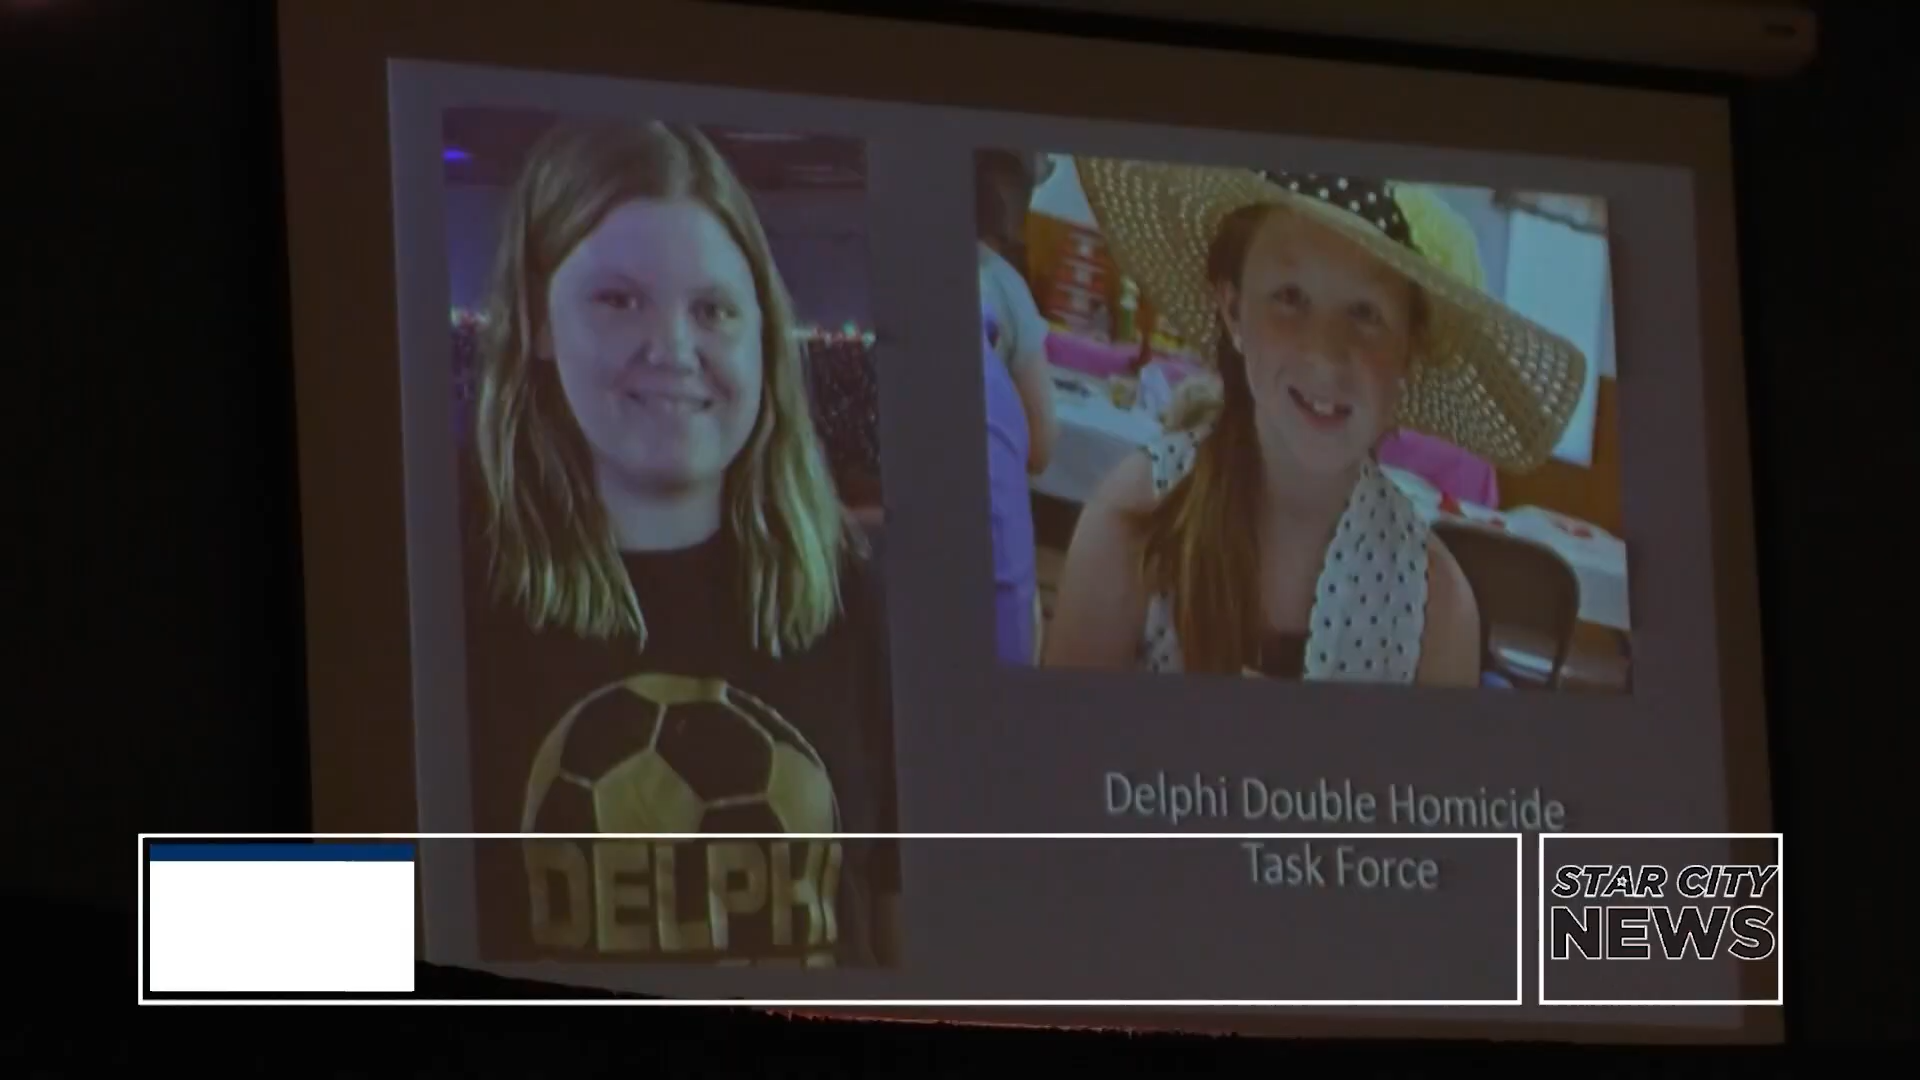 Delphi Double Homicide
Task Force
DELPHI
STAR CITY
NEWS